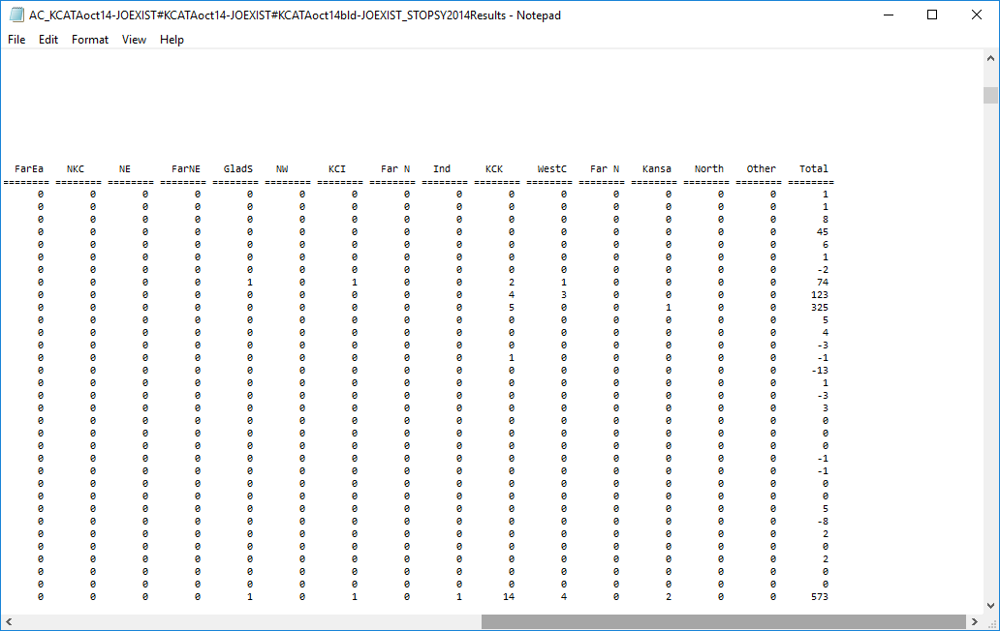 AC_KCATAoct14-JOEXIST#KCATAoct14-JOEXIST#KCATAoct14bld-JOEXIST_STOPSY2014Results - Notepad
File Edit Format View Help
FarEa NKC NE FarNE GladS NW KCI Far N Ind KCK WestC Far N Kansa North Other Total
======= ======= ======= ======= ======= ======= ======= ======= ======= ======= ======= ======= ======= ======= ======= ========
0 0 0 0 0 0 0 0 0 0 0 0 0 0 0 1
0 0 0 0 0 0 0 0 0 0 0 0 0 0 0 1
0 0 0 0 0 0 0 0 0 0 0 0 0 0 0 8
0 0 0 0 0 0 0 0 0 0 0 0 0 0 0 45
0 0 0 0 0 0 0 0 0 0 0 0 0 0 0 6
0 0 0 0 0 0 0 0 0 0 0 0 0 0 0 1
0 0 0 0 0 0 0 0 0 0 0 0 0 0 0 -2
0 0 0 0 1 0 1 0 0 2 1 0 0 0 0 74
0 0 0 0 0 0 0 0 0 4 3 0 0 0 0 123
0 0 0 0 0 0 0 0 0 5 0 0 1 0 0 325
0 0 0 0 0 0 0 0 0 0 0 0 0 0 0 5
0 0 0 0 0 0 0 0 0 0 0 0 0 0 0 4
0 0 0 0 0 0 0 0 0 0 0 0 0 0 0 -3
0 0 0 0 0 0 0 0 0 1 0 0 0 0 0 -1
0 0 0 0 0 0 0 0 0 0 0 0 0 0 0 -13
0 0 0 0 0 0 0 0 0 0 0 0 0 0 0 1
0 0 0 0 0 0 0 0 0 0 0 0 0 0 0 -3
0 0 0 0 0 0 0 0 0 0 0 0 0 0 0 3
0 0 0 0 0 0 0 0 0 0 0 0 0 0 0 0
0 0 0 0 0 0 0 0 0 0 0 0 0 0 0 0
0 0 0 0 0 0 0 0 0 0 0 0 0 0 0 0
0 0 0 0 0 0 0 0 0 0 0 0 0 0 0 -1
0 0 0 0 0 0 0 0 0 0 0 0 0 0 0 -1
0 0 0 0 0 0 0 0 0 0 0 0 0 0 0 0
0 0 0 0 0 0 0 0 0 0 0 0 0 0 0 0
0 0 0 0 0 0 0 0 0 0 0 0 0 0 0 5
0 0 0 0 0 0 0 0 0 0 0 0 0 0 0 -8
0 0 0 0 0 0 0 0 0 0 0 0 0 0 0 2
0 0 0 0 0 0 0 0 0 0 0 0 0 0 0 0
0 0 0 0 0 0 0 0 0 0 0 0 0 0 0 2
0 0 0 0 0 0 0 0 0 0 0 0 0 0 0 0
0 0 0 0 0 0 0 0 0 0 0 0 0 0 0 0
0 0 0 0 1 0 1 0 1 14 4 0 2 0 0 573